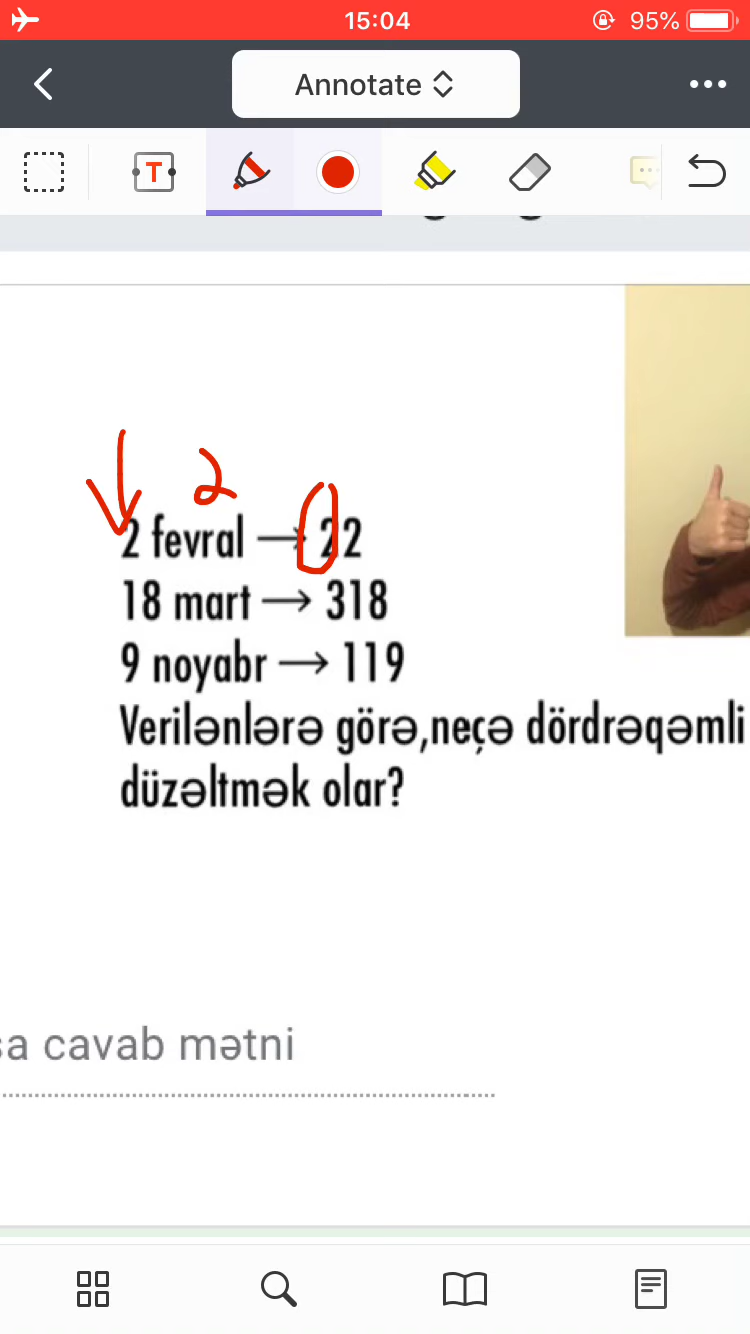 15:04
95%
Annotate
T
2
2 fevral → 22
18 mart → 318
9 noyabr → 119
Verilənlərə görə,neçə dördrəqəmli
düzəltmək olar?
sa cavab mətni